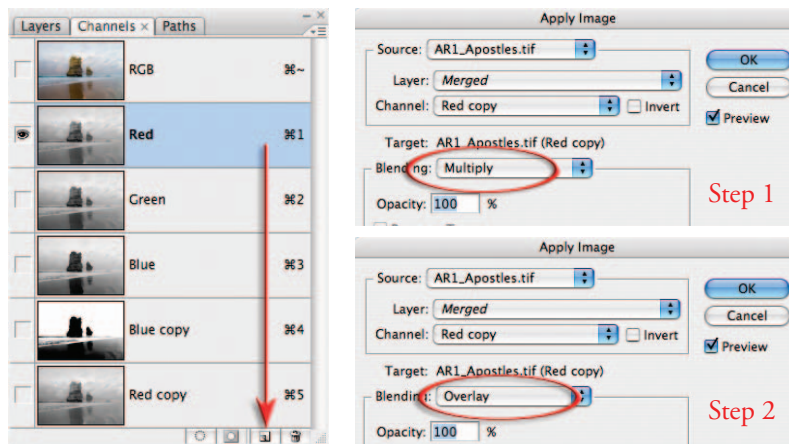 Layers Channels × Paths
RGB ⌘~
Red ⌘1
Green ⌘2
Blue ⌘3
Blue copy ⌘4
Red copy ⌘5
Apply Image
Source: AR1_Apostles.tif
OK
Layer: Merged
Cancel
Channel: Red copy Invert
Preview
Target: AR1_Apostles.tif (Red copy)
Blending: Multiply
Opacity: 100 %
Step 1
Apply Image
Source: AR1_Apostles.tif
OK
Layer: Merged
Cancel
Channel: Red copy Invert
Preview
Target: AR1_Apostles.tif (Red copy)
Blending: Overlay
Opacity: 100 %
Step 2